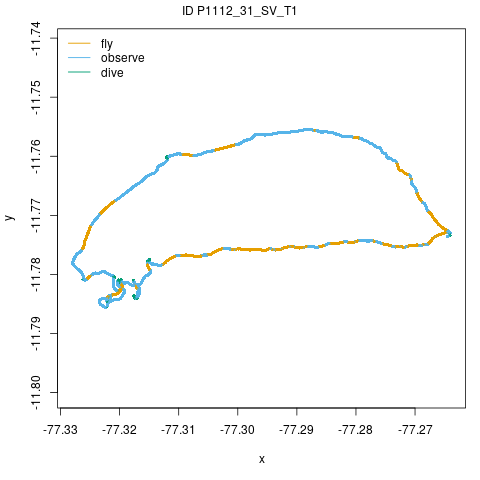 ID P1112_31_SV_T1
fly
observe
dive
y
-11.74
-11.75
-11.76
-11.77
-11.78
-11.79
-11.80
-77.33 -77.32 -77.31 -77.30 -77.29 -77.28 -77.27
x